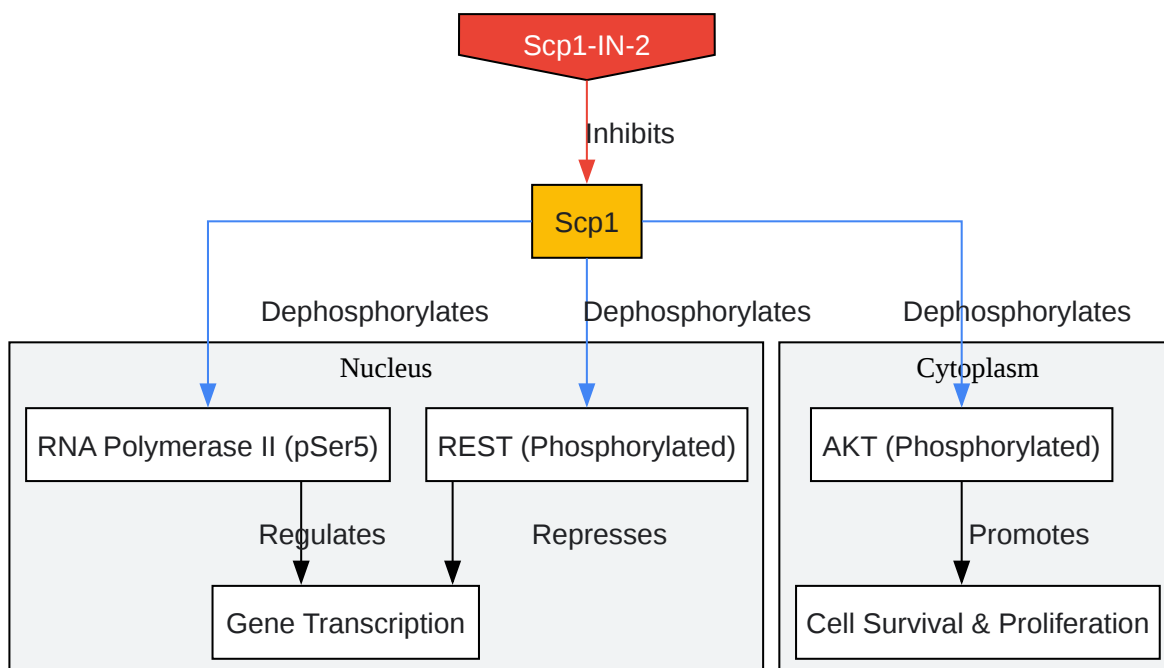 Scp1-IN-2
Inhibits
Scp1
Dephosphorylates
Dephosphorylates
Dephosphorylates
Nucleus
Cytoplasm
RNA Polymerase II (pSer5)
REST (Phosphorylated)
AKT (Phosphorylated)
Regulates
Represses
Promotes
Gene Transcription
Cell Survival & Proliferation